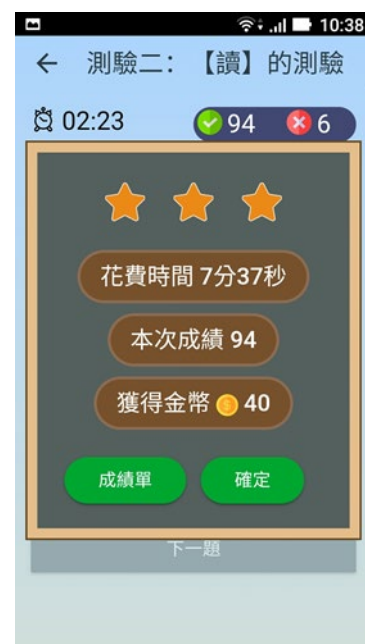 10:38
測驗二：【讀】的測驗
02:23 94 6
花費時間 7分37秒
本次成績 94
獲得金幣 40
成績單 確定
下一題